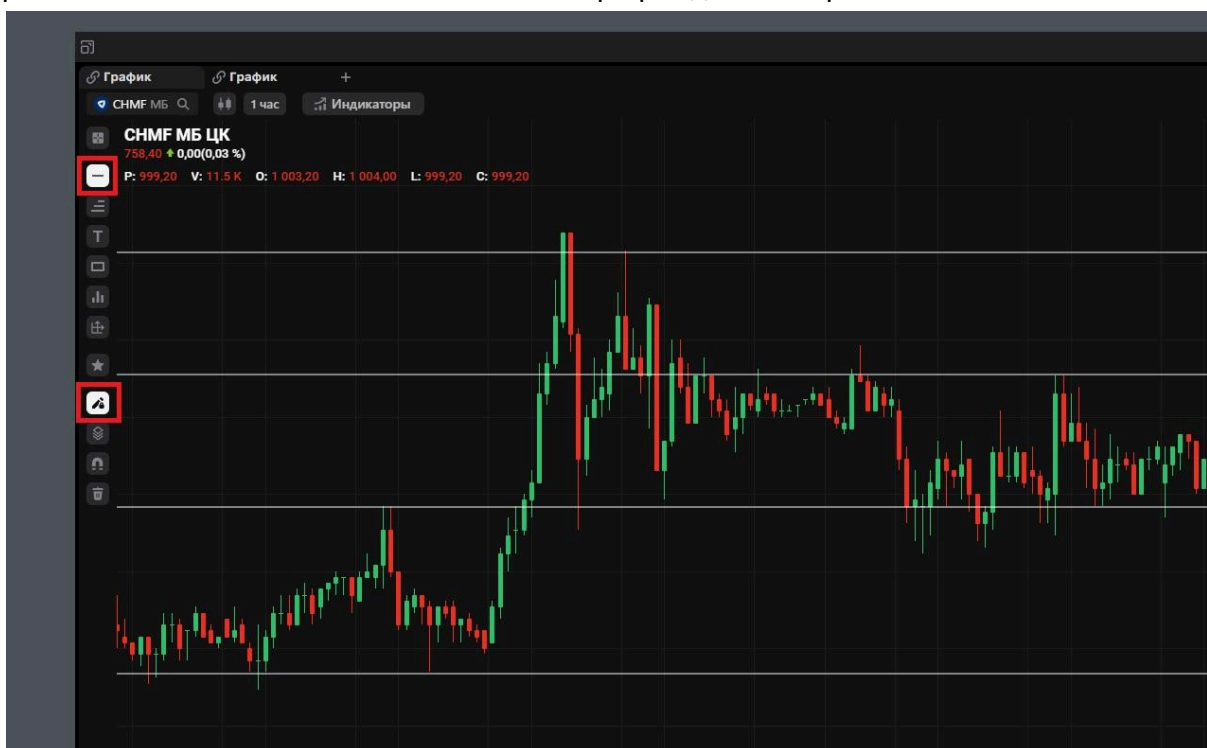 График График +
CHMF МБ 1 час Индикаторы
CHMF МБ ЦК
758,40 0,00(0,03 %)
P: 999,20 V: 11.5 K O: 1 003,20 H: 1 004,00 L: 999,20 C: 999,20
T